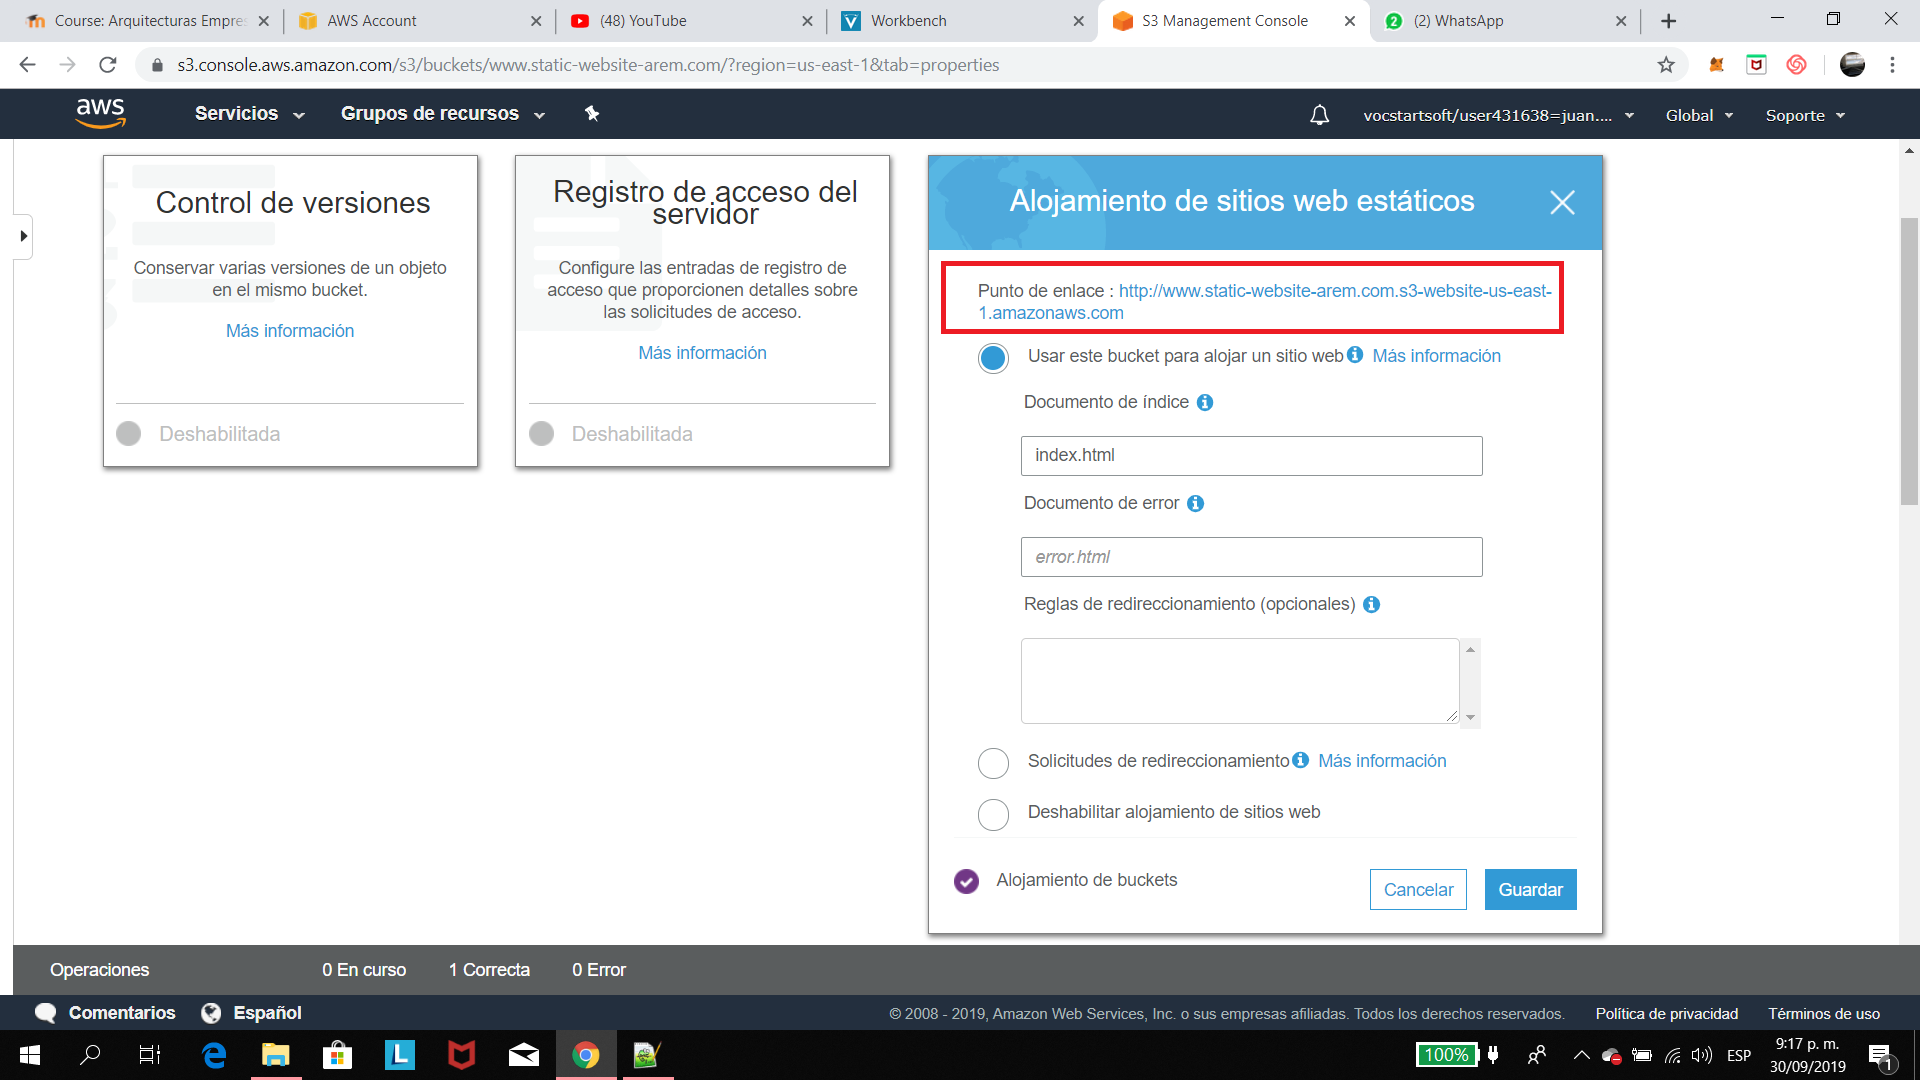 Course: Arquitecturas Empres
AWS Account
(48) YouTube
Workbench
S3 Management Console
(2) WhatsApp
s3.console.aws.amazon.com/s3/buckets/www.static-website-arem.com/?region=us-east-1&tab=properties
aws
Servicios
Grupos de recursos
vocstartsoft/user431638=juan....
Global
Soporte
Control de versiones
Conservar varias versiones de un objeto
en el mismo bucket.
Más información
Deshabilitada
Registro de acceso del
servidor
Configure las entradas de registro de
acceso que proporcionen detalles sobre
las solicitudes de acceso.
Más información
Deshabilitada
Alojamiento de sitios web estáticos
Punto de enlace : http://www.static-website-arem.com.s3-website-us-east-
1.amazonaws.com
Usar este bucket para alojar un sitio web Más información
Documento de índice
index.html
Documento de error
error.html
Reglas de redireccionamiento (opcionales)
Solicitudes de redireccionamiento Más información
Deshabilitar alojamiento de sitios web
Alojamiento de buckets
Cancelar
Guardar
Operaciones
0 En curso
1 Correcta
0 Error
Comentarios
Español
© 2008 - 2019, Amazon Web Services, Inc. o sus empresas afiliadas. Todos los derechos reservados.
Política de privacidad
Términos de uso
100%
ESP
9:17 p. m.
30/09/2019
1